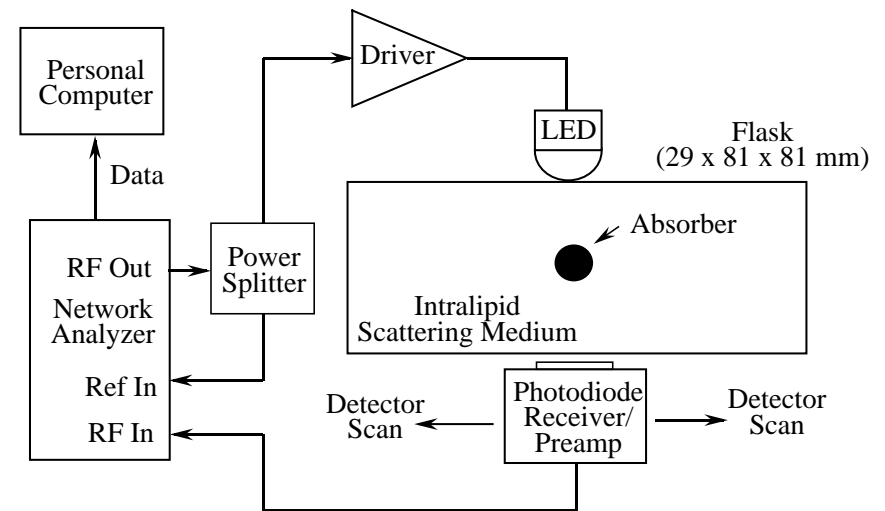 Personal
Computer
Data
Driver
LED
Flask
(29 x 81 x 81 mm)
Absorber
Intralipid
Scattering Medium
RF Out
Network
Analyzer
Ref In
RF In
Power
Splitter
Detector
Scan
Photodiode
Receiver/
Preamp
Detector
Scan